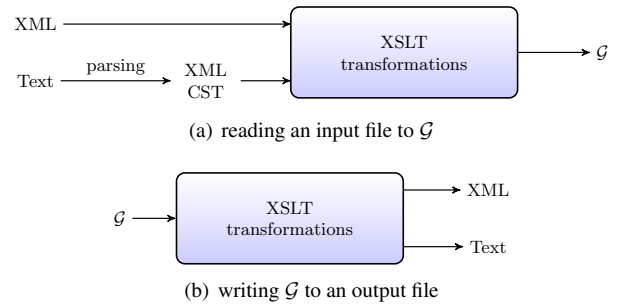 XML
XSLT
transformations
𝒢
Text
parsing
XML
CST
(a) reading an input file to 𝒢
𝒢
XSLT
transformations
XML
Text
(b) writing 𝒢 to an output file